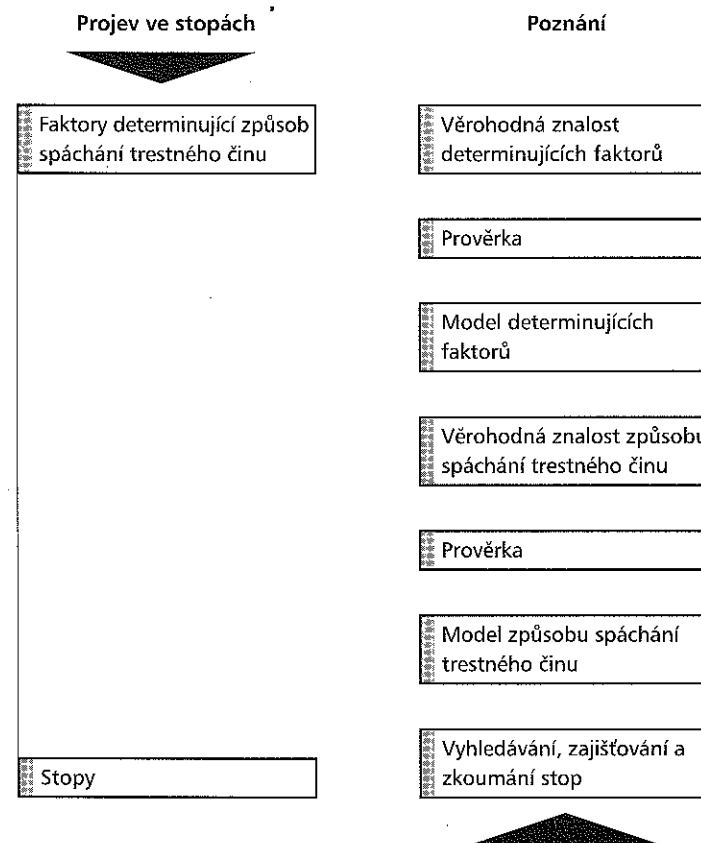 Projev ve stopách
Faktory determinující způsob
spáchání trestného činu
Stopy
Poznání
Věrohodná znalost
determinujících faktorů
Prověrka
Model determinujících
faktorů
Věrohodná znalost způsobu
spáchání trestného činu
Prověrka
Model způsobu spáchání
trestného činu
Vyhledávání, zajišťování a
zkoumání stop